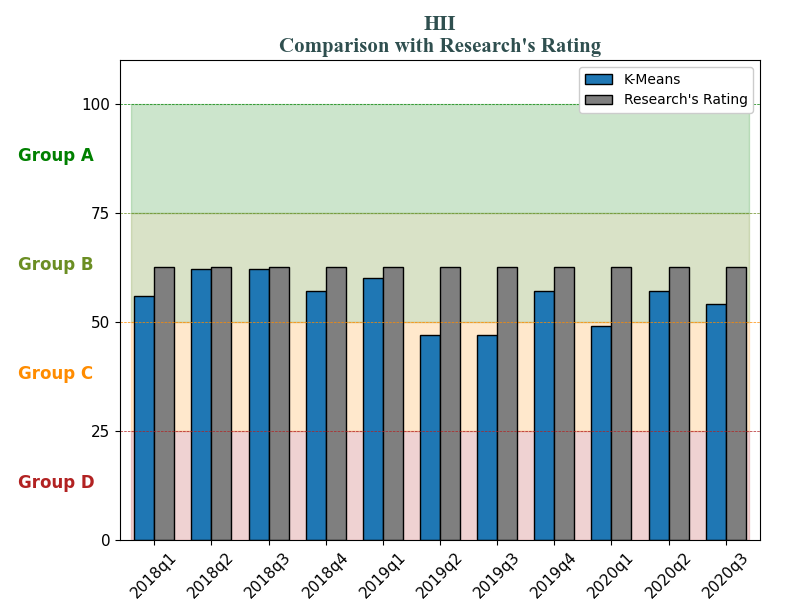 HII
Comparison with Research's Rating
K-Means
Research's Rating
100
Group A
75
Group B
50
Group C
25
Group D
0
2018q1
2018q2
2018q3
2018q4
2019q1
2019q2
2019q3
2019q4
2020q1
2020q2
2020q3